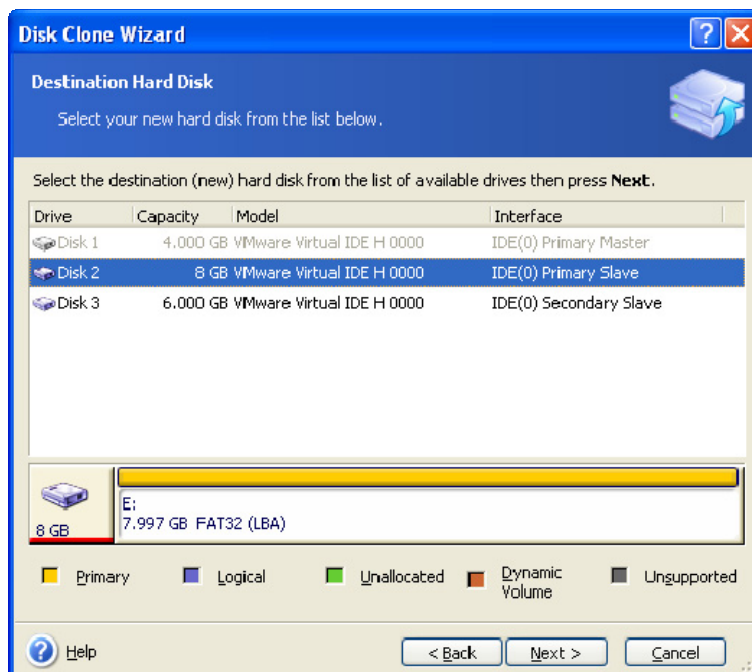 Disk Clone Wizard
Destination Hard Disk
Select your new hard disk from the list below.
Select the destination (new) hard disk from the list of available drives then press Next.
Drive Capacity Model Interface
Disk 1 4.000 GB VMware Virtual IDE H 0000 IDE(0) Primary Master
Disk 2 8 GB VMware Virtual IDE H 0000 IDE(0) Primary Slave
Disk 3 6.000 GB VMware Virtual IDE H 0000 IDE(0) Secondary Slave
E:
8 GB 7.997 GB FAT32 (LBA)
Primary Logical Unallocated Dynamic Volume Unsupported
Help < Back Next > Cancel